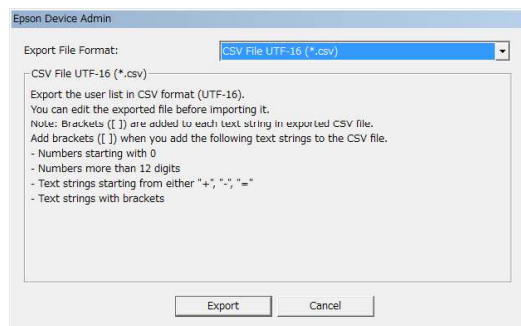 Epson Device Admin
Export File Format:
CSV File UTF-16 (*.csv)
CSV File UTF-16 (*.csv)
Export the user list in CSV format (UTF-16).
You can edit the exported file before importing it.
Note: Brackets ([ ]) are added to each text string in exported CSV file.
Add brackets ([ ]) when you add the following text strings to the CSV file.
- Numbers starting with 0
- Numbers more than 12 digits
- Text strings starting from either "+", "-", "="
- Text strings with brackets
Export
Cancel